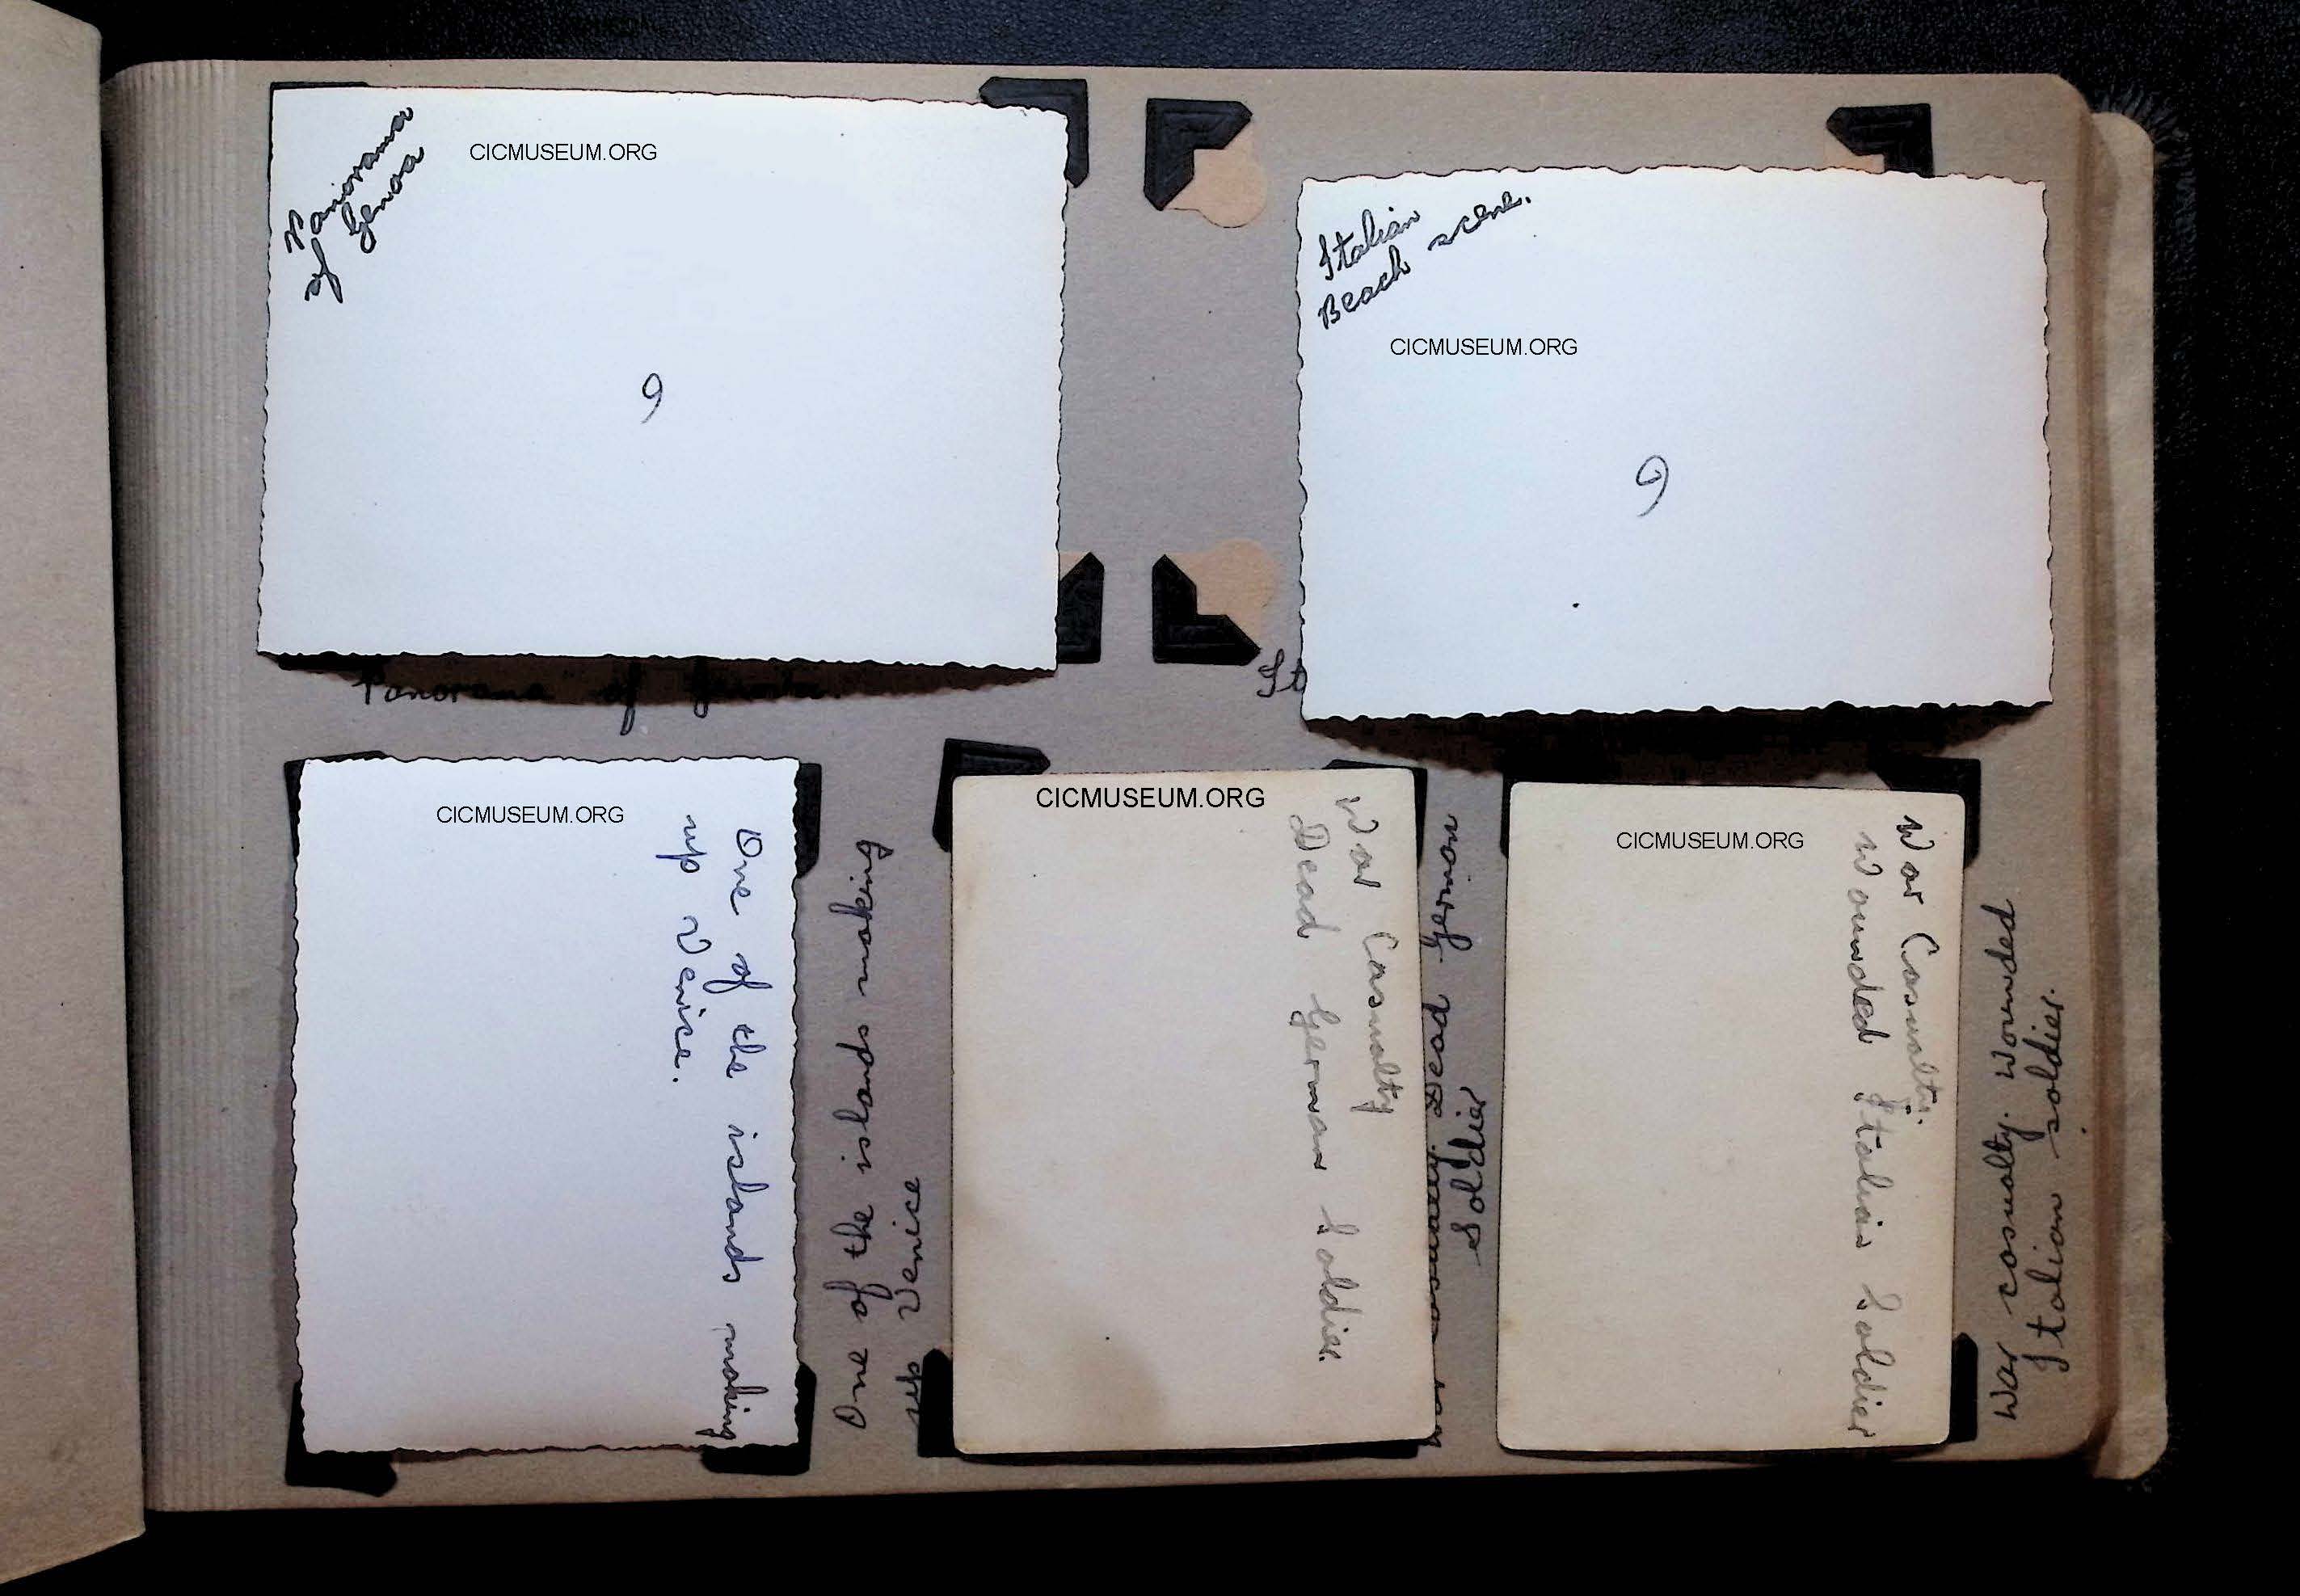 Panorama
of Genoa
CICMUSEUM.ORG
9
Panorama of Genoa.
Italian
Beach scene.
CICMUSEUM.ORG
9
It
CICMUSEUM.ORG
One of the islands making
up Venice.
One of the islands making
up Venice
CICMUSEUM.ORG
War Casualty
Dead German Soldier.
Dead German
Soldier
CICMUSEUM.ORG
War Casualty.
Wounded Italian Soldier
War casualty. Wounded
Italian soldier.